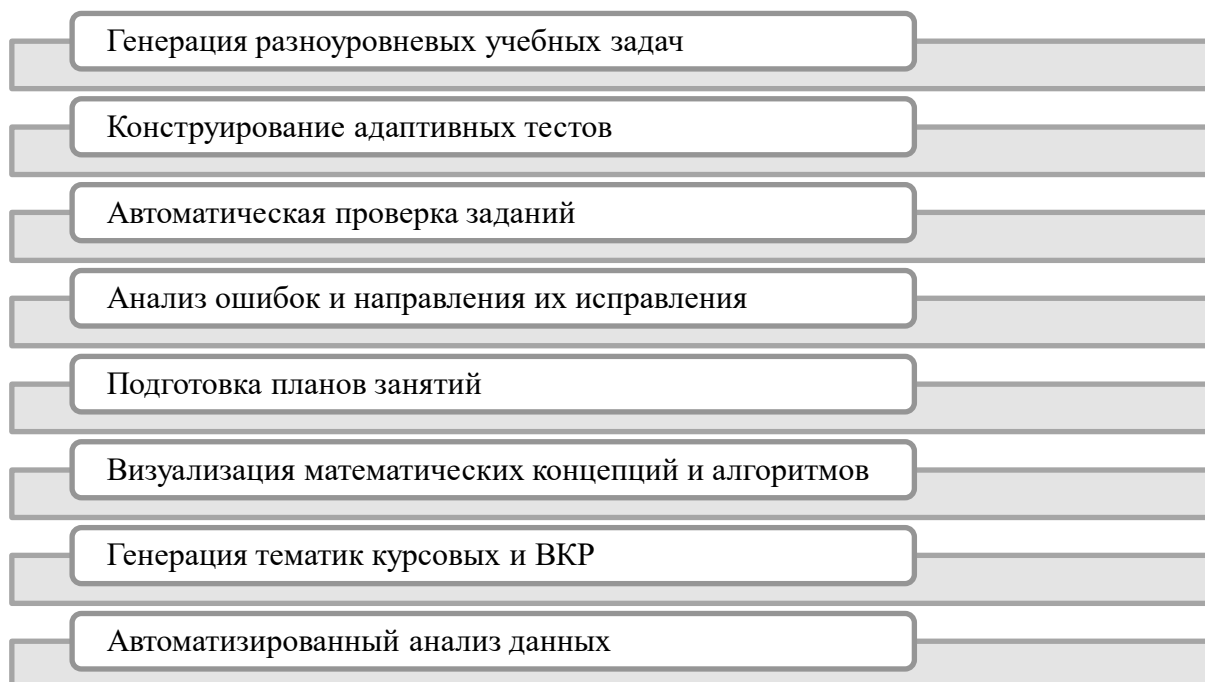 Генерация разноуровневых учебных задач
Конструирование адаптивных тестов
Автоматическая проверка заданий
Анализ ошибок и направления их исправления
Подготовка планов занятий
Визуализация математических концепций и алгоритмов
Генерация тематик курсовых и ВКР
Автоматизированный анализ данных